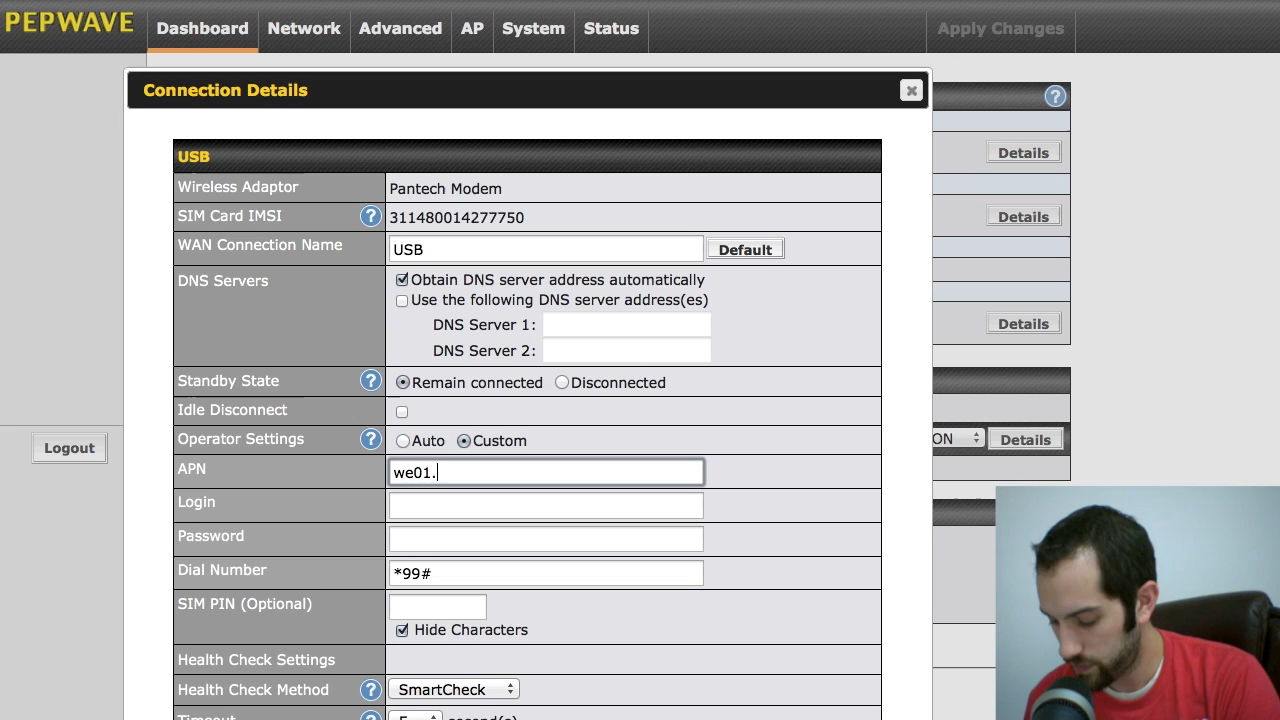 PEPWAVE Dashboard Network Advanced AP System Status Apply Changes
Connection Details
USB
Wireless Adaptor Pantech Modem
SIM Card IMSI 311480014277750
WAN Connection Name USB Default
DNS Servers Obtain DNS server address automatically
Use the following DNS server address(es)
DNS Server 1:
DNS Server 2:
Standby State Remain connected Disconnected
Idle Disconnect
Operator Settings Auto Custom
APN we01.
Login
Password
Dial Number *99#
SIM PIN (Optional)
Hide Characters
Health Check Settings
Health Check Method SmartCheck
Timeout 5 second(s)
Logout
Details
Details
Details
ON Details